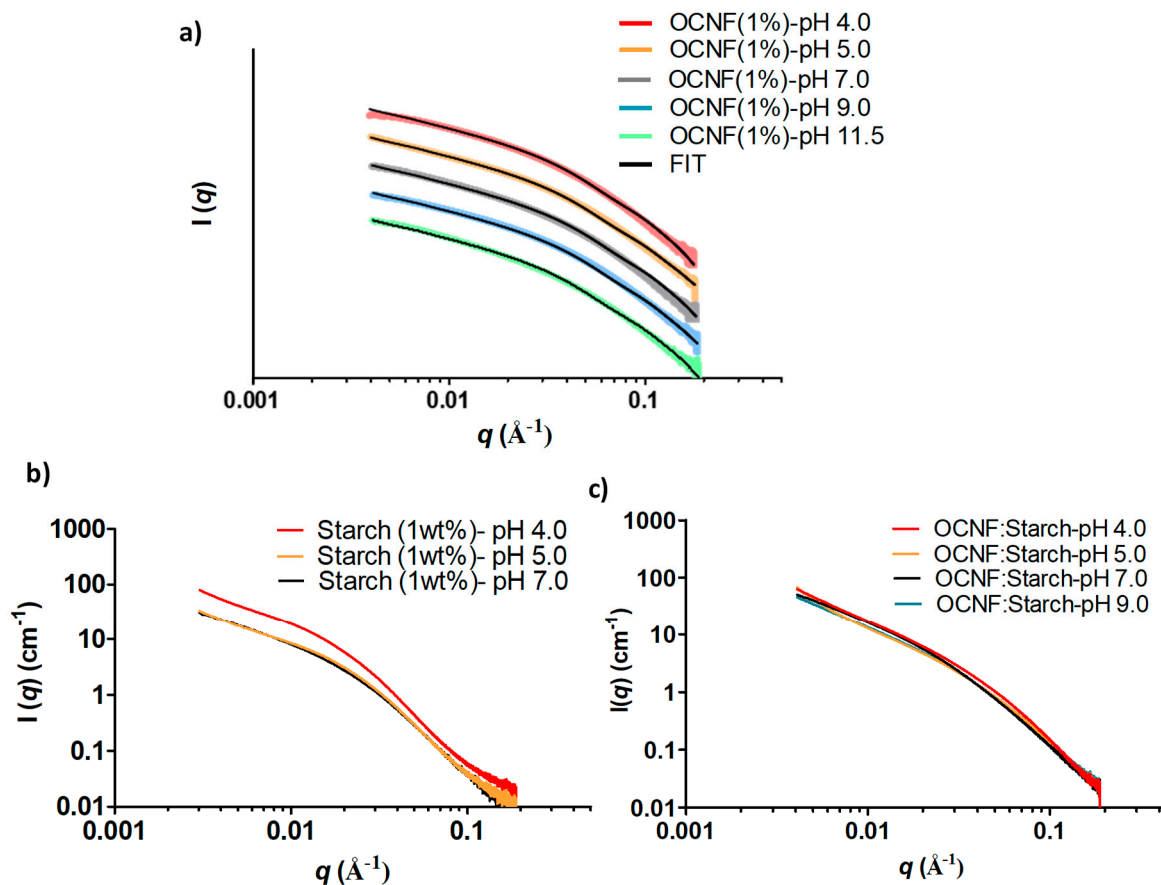 a)
OCNF(1%)-pH 4.0
OCNF(1%)-pH 5.0
OCNF(1%)-pH 7.0
OCNF(1%)-pH 9.0
OCNF(1%)-pH 11.5
FIT
I (q)
0.001 0.01 0.1
q (Å-1)
b)
Starch (1wt%)- pH 4.0
Starch (1wt%)- pH 5.0
Starch (1wt%)- pH 7.0
I (q) (cm-1)
1000
100
10
1
0.1
0.01
0.001 0.01 0.1
q (Å-1)
c)
OCNF:Starch-pH 4.0
OCNF:Starch-pH 5.0
OCNF:Starch-pH 7.0
OCNF:Starch-pH 9.0
I(q) (cm-1)
1000
100
10
1
0.1
0.01
0.001 0.01 0.1
q (Å-1)